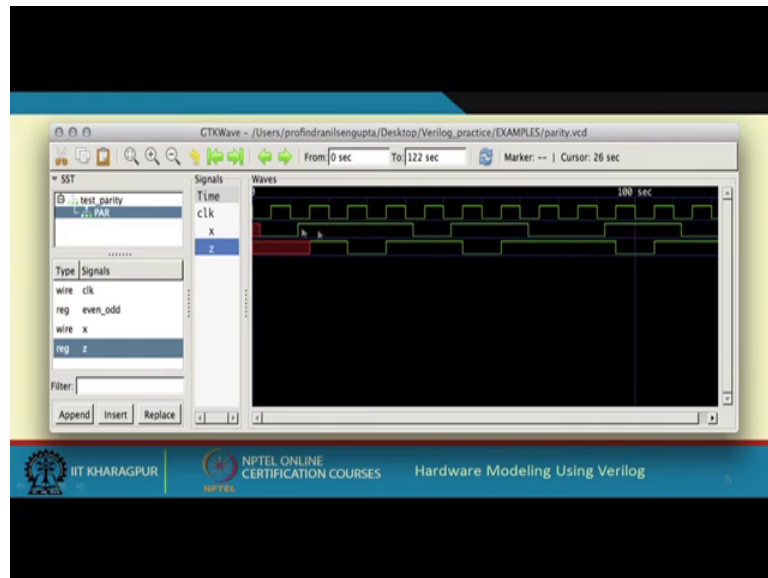 GTKWave - /Users/profindranilsengupta/Desktop/Verilog_practice/EXAMPLES/parity.vcd
From: 0 sec To: 122 sec Marker: -- | Cursor: 26 sec
SST
test_parity
PAR
Type Signals
wire clk
reg even_odd
wire x
reg z
Filter:
Append Insert Replace
Signals
Time
clk
x
z
Waves
100 sec
IIT KHARAGPUR
NPTEL
NPTEL ONLINE
CERTIFICATION COURSES
Hardware Modeling Using Verilog
5